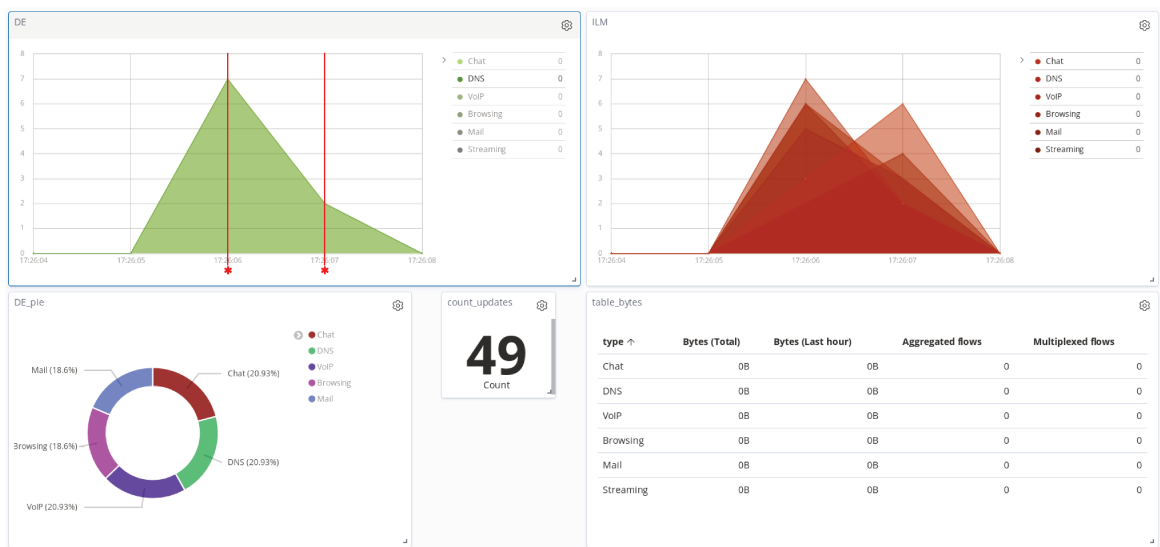 DE
8
7
6
5
4
3
2
1
0
17:26:04 17:26:05 17:26:06 17:26:07 17:26:08
Chat 0
DNS 0
VoIP 0
Browsing 0
Mail 0
Streaming 0
ILM
8
7
6
5
4
3
2
1
0
17:26:04 17:26:05 17:26:06 17:26:07 17:26:08
Chat 0
DNS 0
VoIP 0
Browsing 0
Mail 0
Streaming 0
DE_pie
Chat
DNS
VoIP
Browsing
Mail
Mail (18.6%)
Chat (20.93%)
Browsing (18.6%)
DNS (20.93%)
VoIP (20.93%)
count_updates
49
Count
table_bytes
type Bytes (Total) Bytes (Last hour) Aggregated flows Multiplexed flows
Chat 0B 0B 0 0
DNS 0B 0B 0 0
VoIP 0B 0B 0 0
Browsing 0B 0B 0 0
Mail 0B 0B 0 0
Streaming 0B 0B 0 0